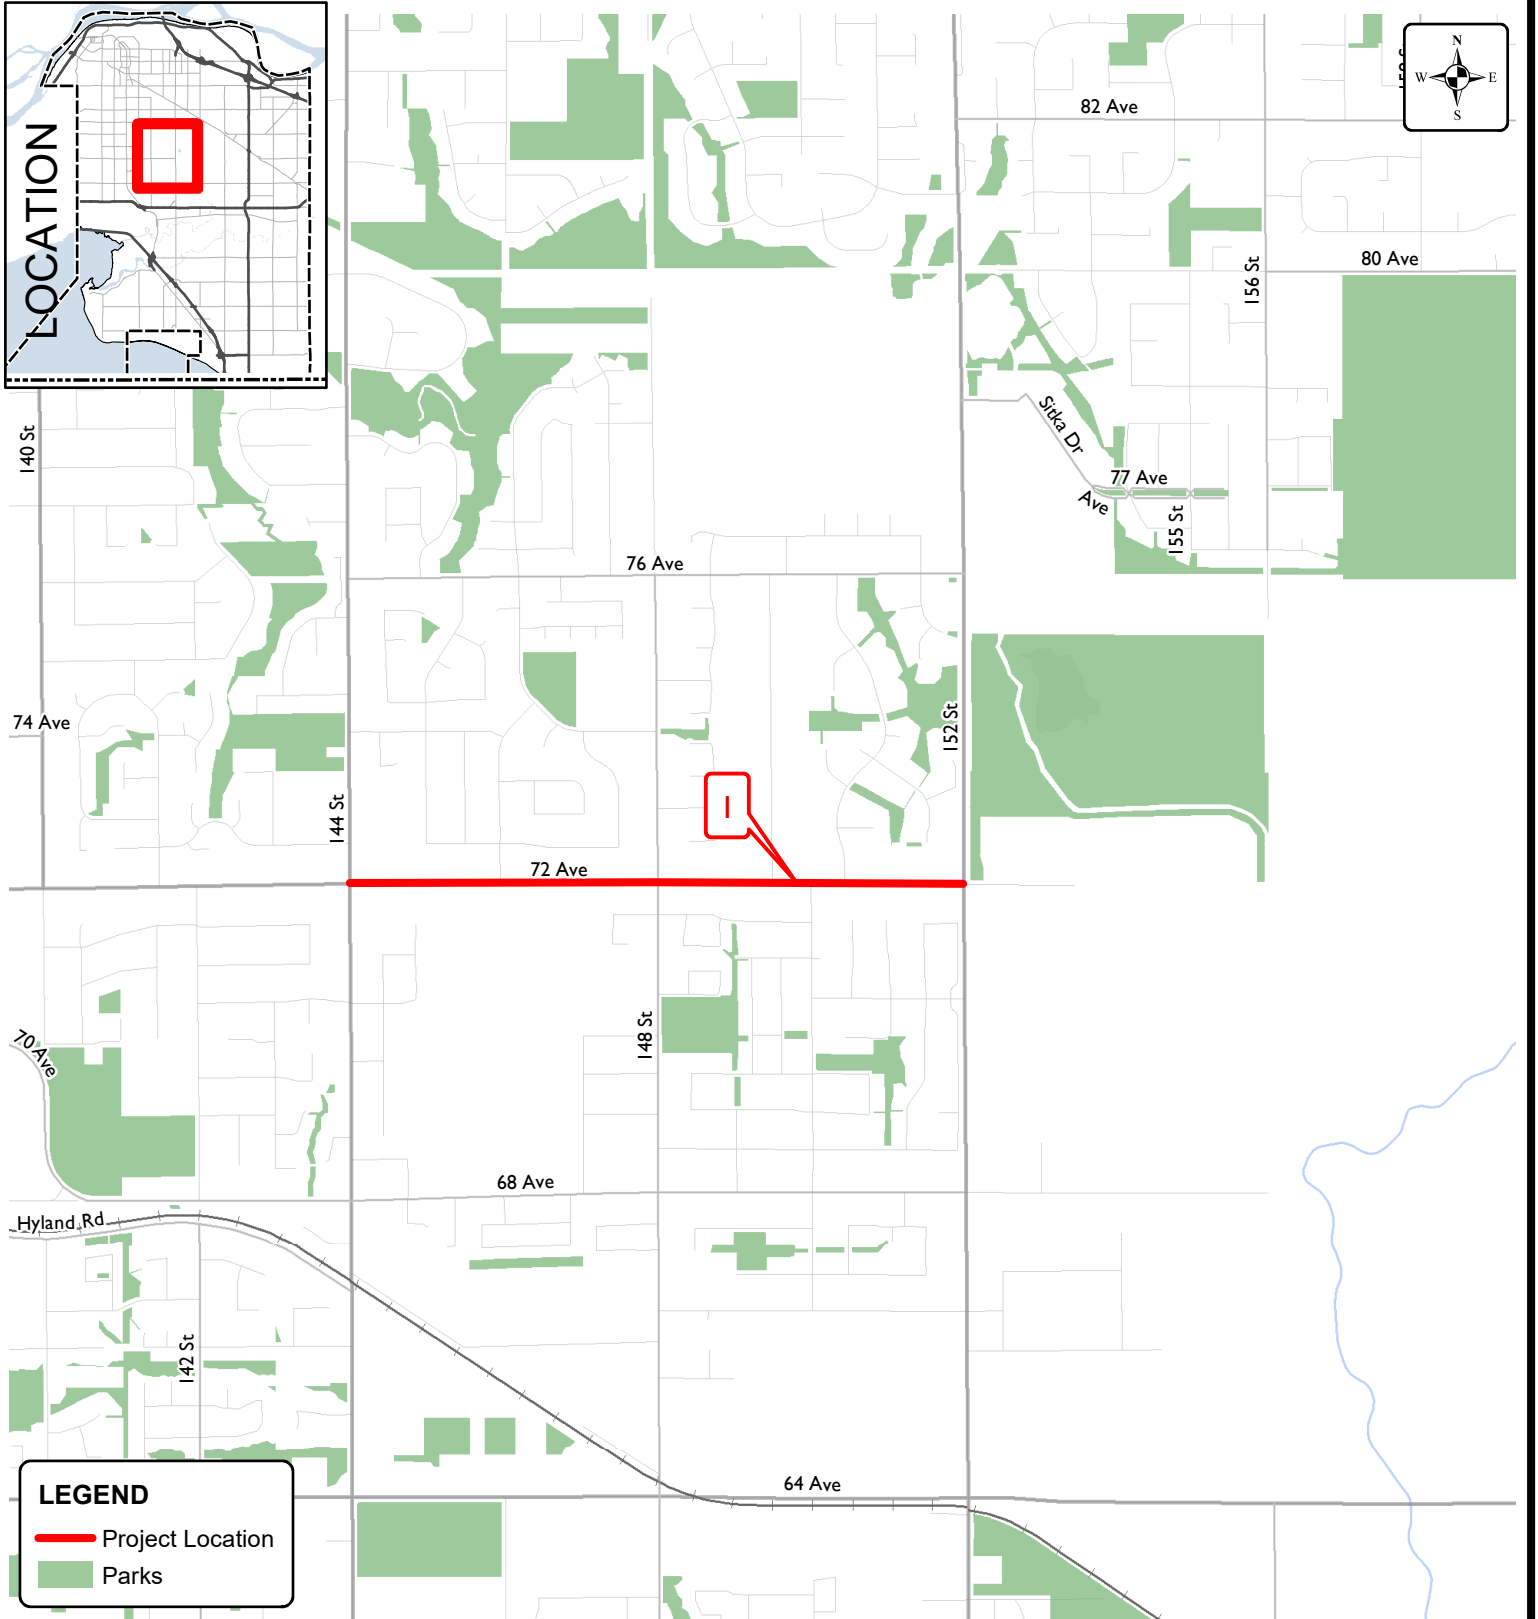 LOCATION
N
W
E
S
82 Ave
80 Ave
156 St
140 St
Sitka Dr
77 Ave
Ave
155 St
76 Ave
74 Ave
152 St
144 St
1
72 Ave
148 St
70 Ave
68 Ave
Hyland Rd
142 St
64 Ave
LEGEND
Project Location
Parks